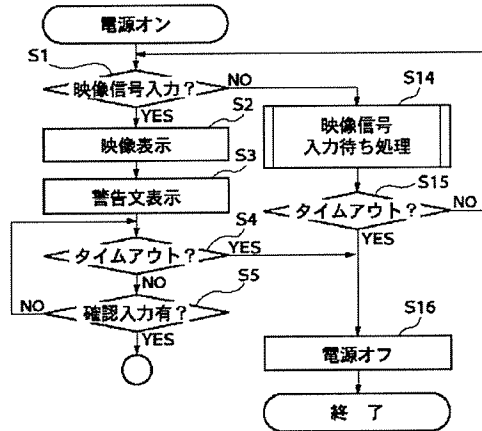 電源オン
S1
映像信号入力？
NO
YES
S2
映像表示
S3
警告文表示
S4
タイムアウト？
YES
NO
S5
確認入力有？
NO
YES
S14
映像信号
入力待ち処理
S15
タイムアウト？
NO
YES
S16
電源オフ
終　了